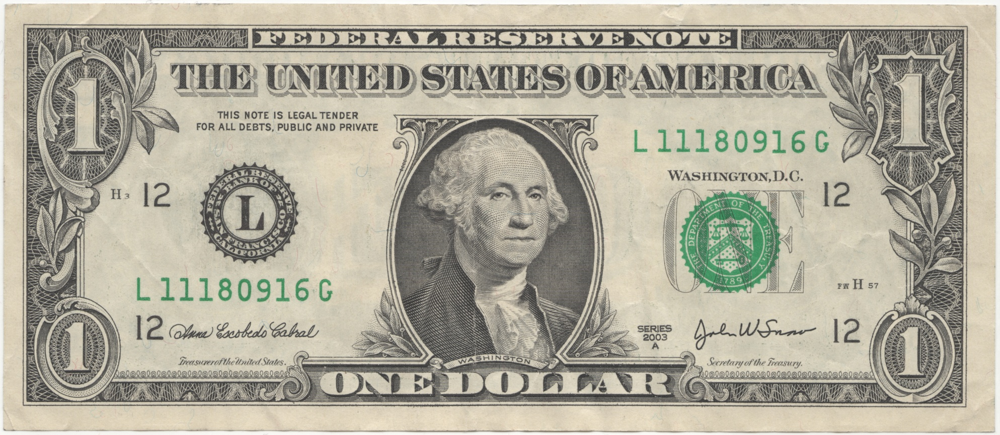 FEDERAL RESERVE NOTE
THE UNITED STATES OF AMERICA
1
1
THIS NOTE IS LEGAL TENDER
FOR ALL DEBTS, PUBLIC AND PRIVATE
L 11180916 G
WASHINGTON, D.C.
H 3
12
FEDERAL RESERVE BANK OF SAN FRANCISCO CALIFORNIA
L
ONE
THE DEPARTMENT OF THE TREASURY
1789
12
FW H 57
L 11180916 G
12
Anna Escobedo Cabral
Treasurer of the United States.
SERIES
2003
A
John W Snow
Secretary of the Treasury.
12
WASHINGTON
1
ONE DOLLAR
1